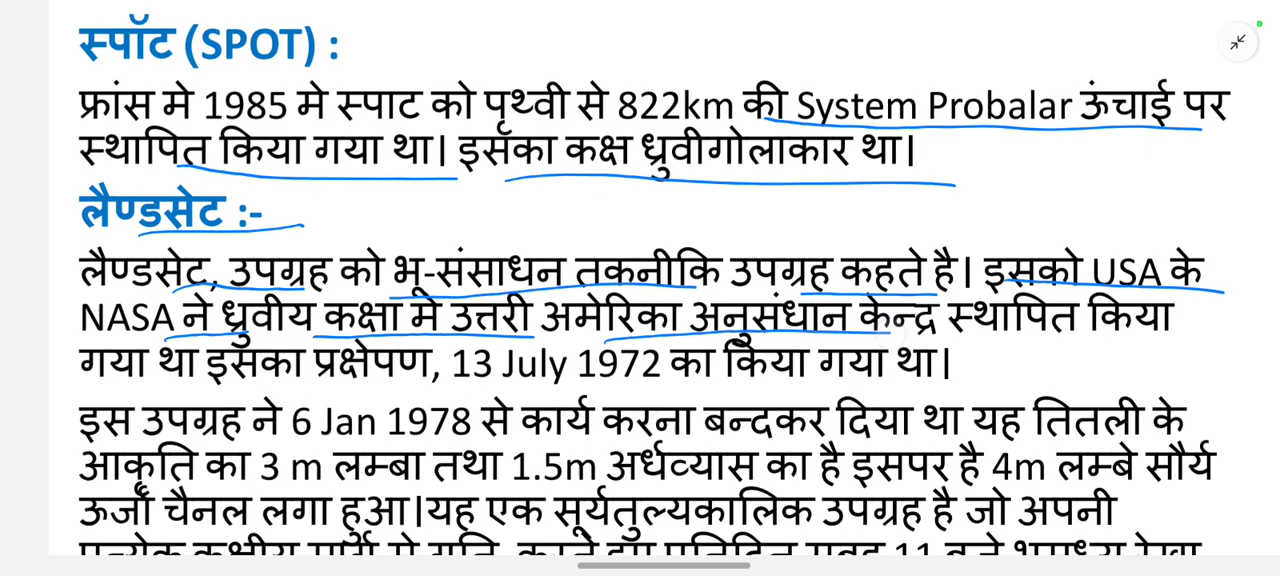 स्पॉट (SPOT) :
फ्रांस मे 1985 मे स्पाट को पृथ्वी से 822km की System Probalar ऊंचाई पर
स्थापित किया गया था। इसका कक्ष ध्रुवीगोलाकार था।
लैण्डसेट :-
लैण्डसेट, उपग्रह को भू-संसाधन तकनीकि उपग्रह कहते है। इसको USA के
NASA ने ध्रुवीय कक्षा मे उत्तरी अमेरिका अनुसंधान केन्द्र स्थापित किया
गया था इसका प्रक्षेपण, 13 July 1972 का किया गया था।
इस उपग्रह ने 6 Jan 1978 से कार्य करना बन्दकर दिया था यह तितली के
आकृति का 3 m लम्बा तथा 1.5m अर्धव्यास का है इसपर है 4m लम्बे सौर्य
ऊर्जा चैनल लगा हुआ।यह एक सूर्यतुल्यकालिक उपग्रह है जो अपनी